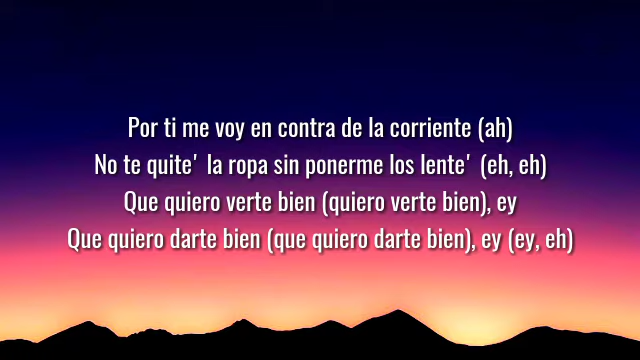 Por ti me voy en contra de la corriente (ah)
No te quite' la ropa sin ponerme los lente' (eh, eh)
Que quiero verte bien (quiero verte bien), ey
Que quiero darte bien (que quiero darte bien), ey (ey, eh)